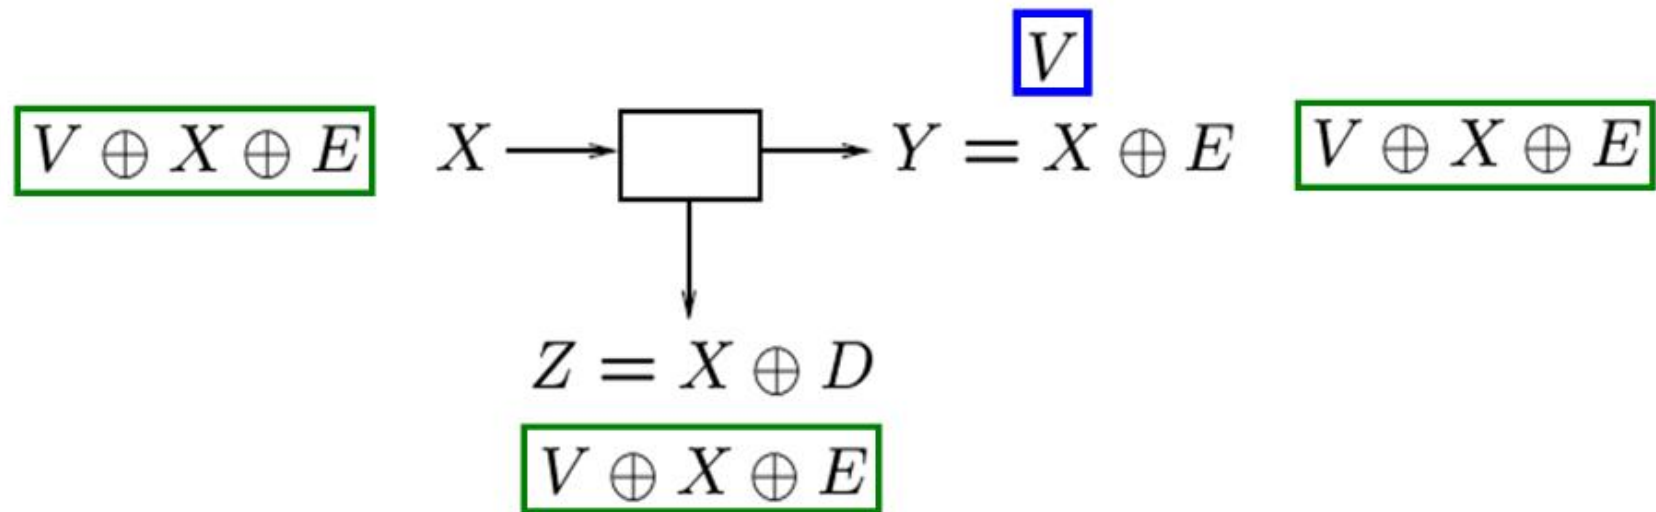 V
V ⊕ X ⊕ E X Y = X ⊕ E V ⊕ X ⊕ E
Z = X ⊕ D
V ⊕ X ⊕ E